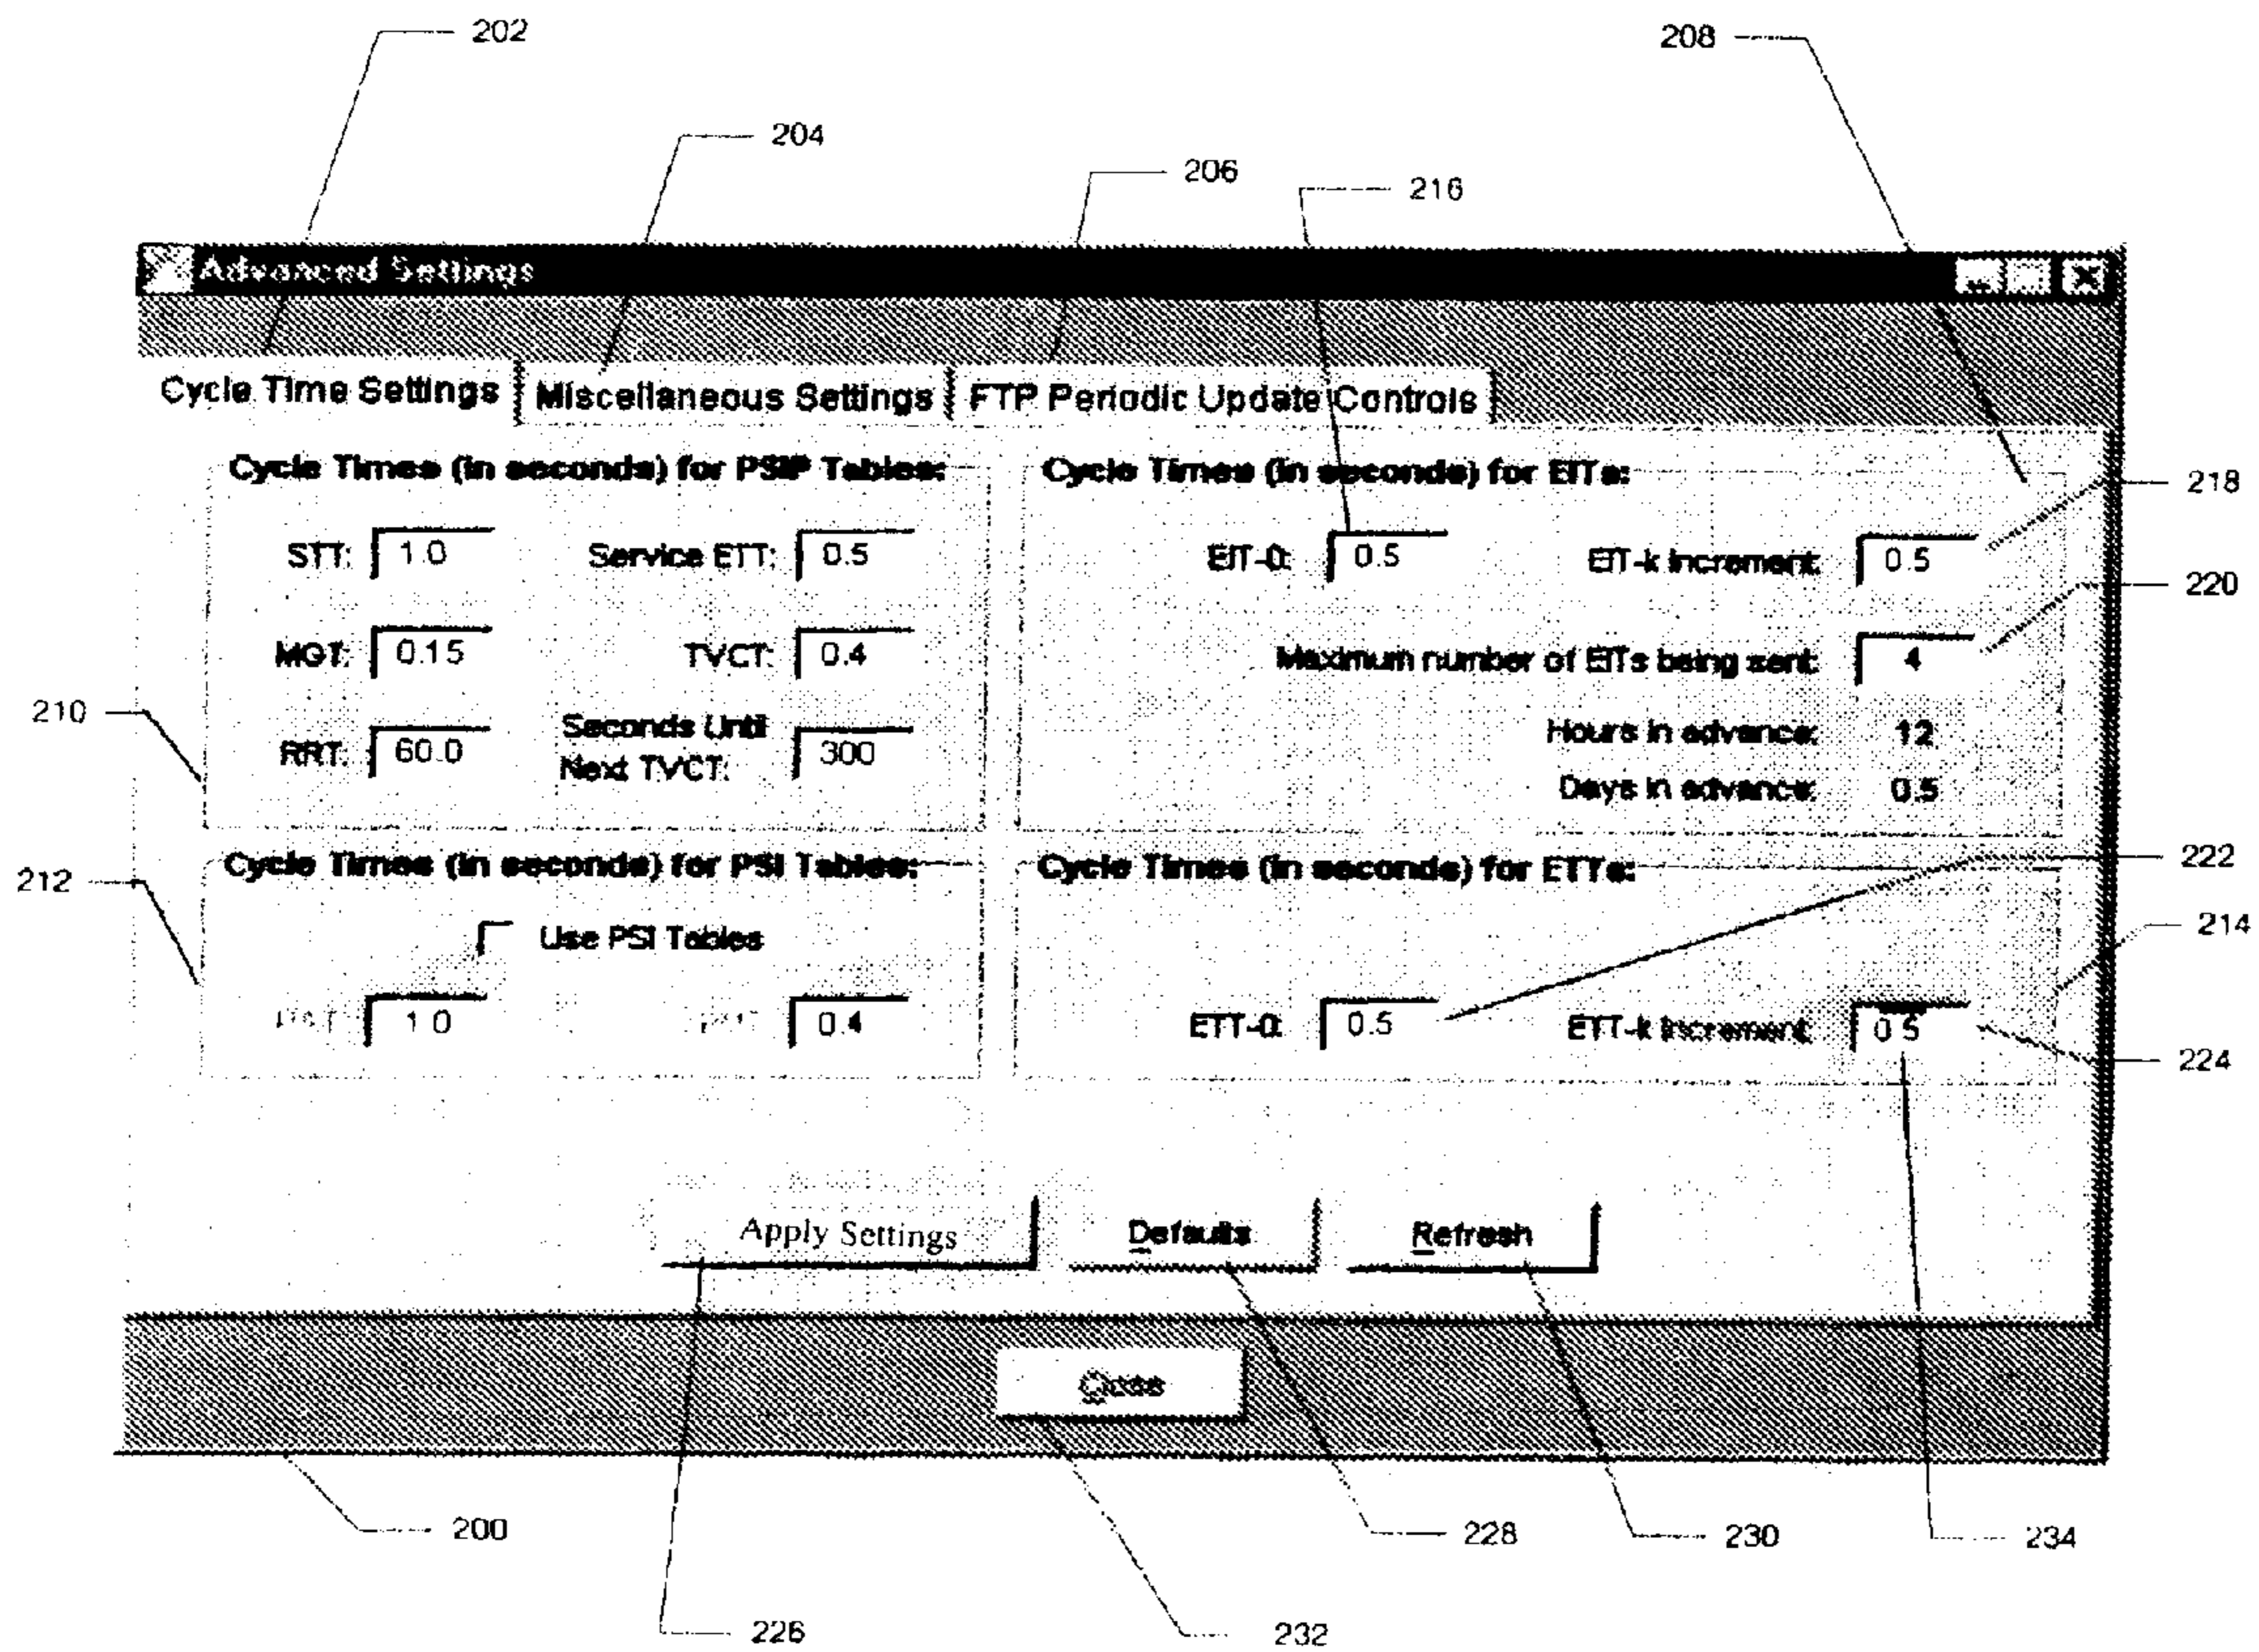 202
208
204
206
216
Advanced Settings
Cycle Time Settings
Miscellaneous Settings
FTP Periodic Update Controls
Cycle Times (in seconds) for PSIP Tables:
STT: 1.0
Service ETT: 0.5
MGT: 0.15
TVCT: 0.4
RRT: 60.0
Seconds Until
Next TVCT: 300
Cycle Times (in seconds) for EITs:
EIT-0: 0.5
EIT-k Increment: 0.5
Maximum number of EITs being sent: 4
Hours in advance: 12
Days in advance: 0.5
218
220
210
212
Cycle Times (in seconds) for PSI Tables:
Use PSI Tables
1.0
0.4
Cycle Times (in seconds) for ETTs:
ETT-0: 0.5
ETT-k Increment: 0.5
222
214
224
Apply Settings
Defaults
Refresh
Close
200
228
230
234
226
232